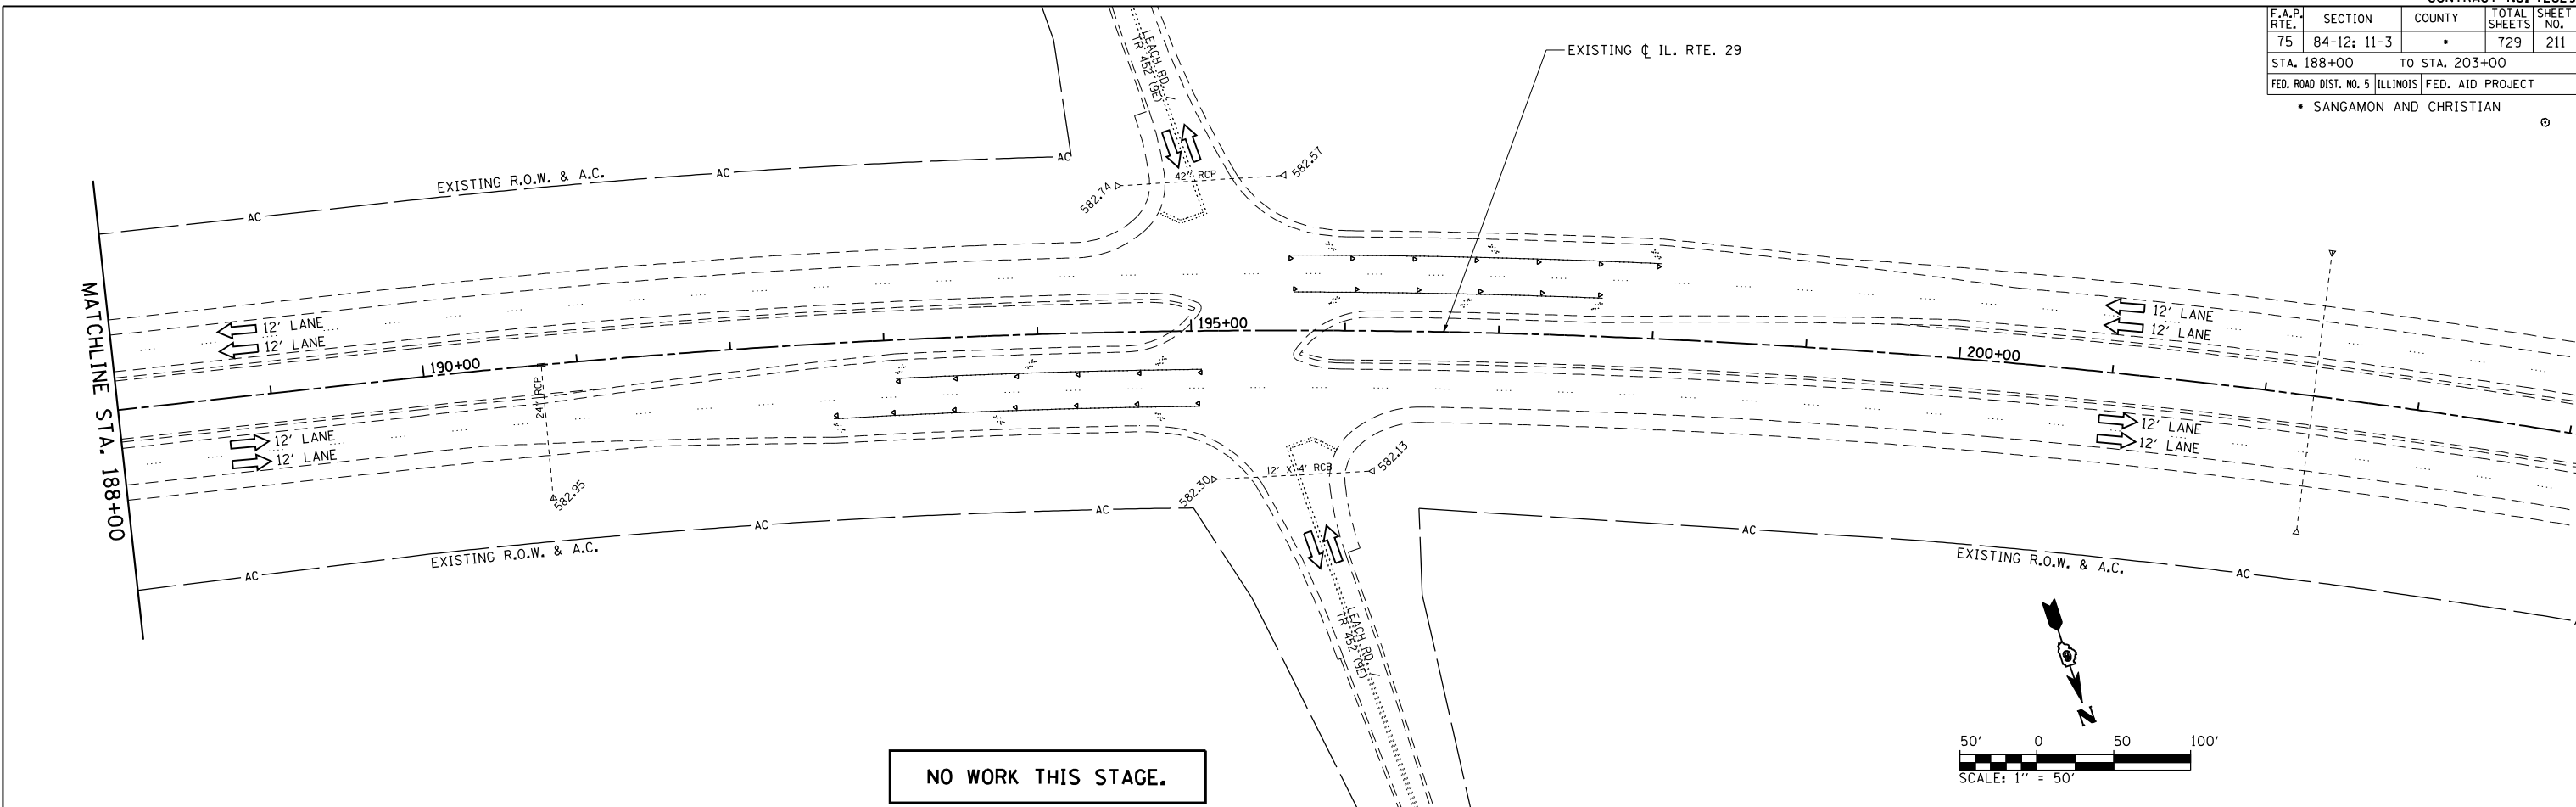 F.A.P. RTE. SECTION COUNTY TOTAL SHEETS SHEET NO.
75 84-12; 11-3 * 729 211
STA. 188+00 TO STA. 203+00
FED. ROAD DIST. NO. 5 ILLINOIS FED. AID PROJECT
* SANGAMON AND CHRISTIAN
EXISTING ℄ IL. RTE. 29
LEACH RD. /
TR 452 (9E)
582.74
42" RCP
582.57
AC
AC
AC
EXISTING R.O.W. & A.C.
MATCHLINE STA. 188+00
12' LANE
12' LANE
12' LANE
12' LANE
190+00
195+00
200+00
12' LANE
12' LANE
12' LANE
12' LANE
24" RCP
582.95
582.30
12' X 4' RCB
582.13
AC
AC
AC
EXISTING R.O.W. & A.C.
AC
EXISTING R.O.W. & A.C.
AC
LEACH RD. /
TR 452 (9E)
N
50' 0 50 100'
SCALE: 1" = 50'
NO WORK THIS STAGE.